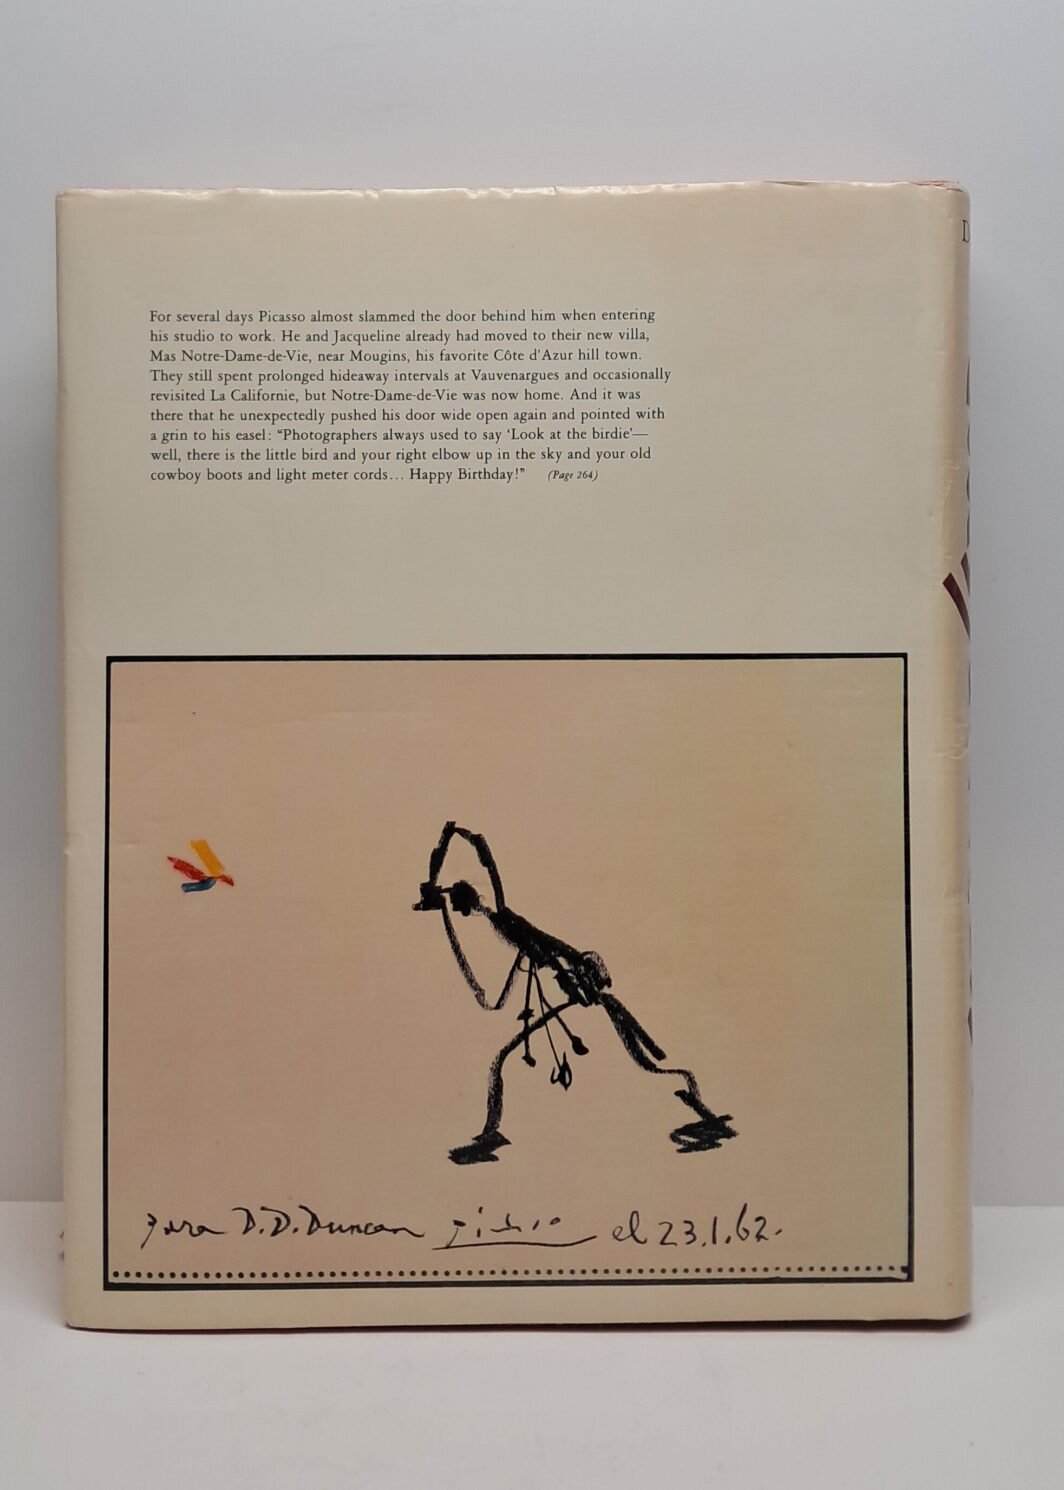 For several days Picasso almost slammed the door behind him when entering
his studio to work. He and Jacqueline already had moved to their new villa,
Mas Notre-Dame-de-Vie, near Mougins, his favorite Côte d'Azur hill town.
They still spent prolonged hideaway intervals at Vauvenargues and occasionally
revisited La Californie, but Notre-Dame-de-Vie was now home. And it was
there that he unexpectedly pushed his door wide open again and pointed with
a grin to his easel: “Photographers always used to say ‘Look at the birdie’—
well, there is the little bird and your right elbow up in the sky and your old
cowboy boots and light meter cords... Happy Birthday!” (Page 264)
para D.D.Duncan Picasso el 23.1.62.